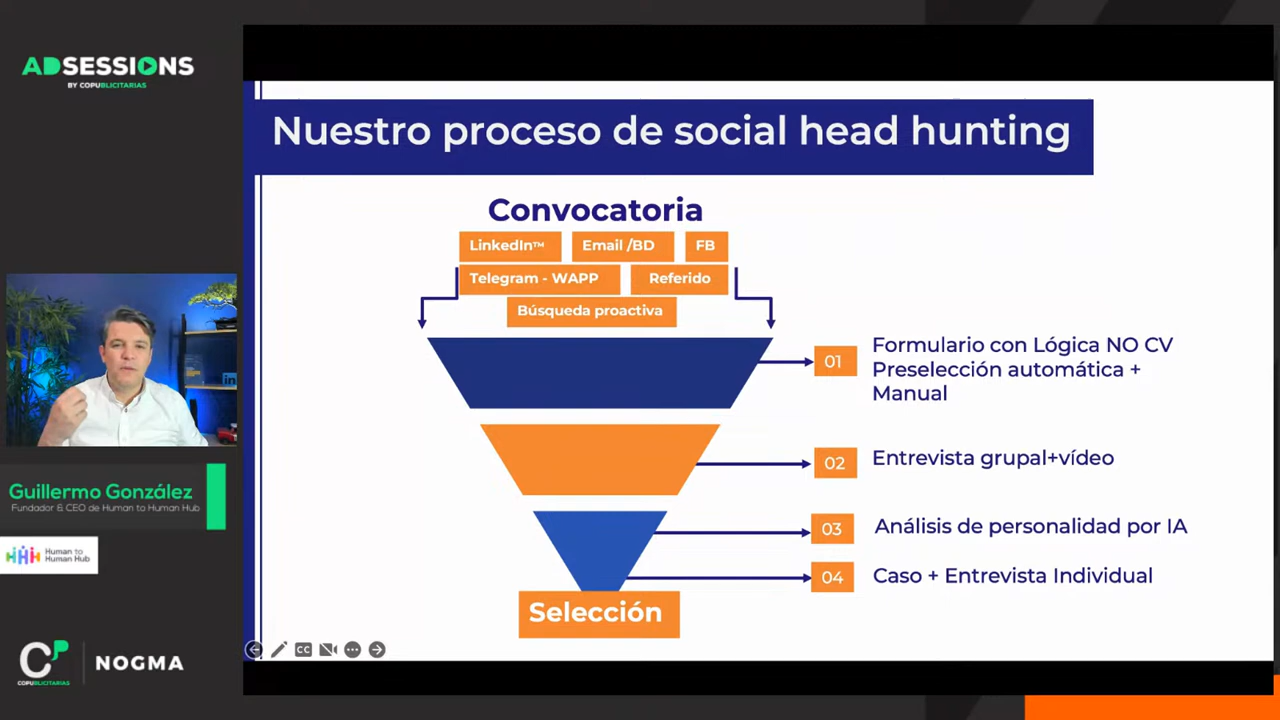 ADSESSIONS
BY COPUBLICITARIAS
Nuestro proceso de social head hunting
Convocatoria
LinkedIn™
Email /BD
FB
Telegram - WAPP
Referido
Búsqueda proactiva
01
Formulario con Lógica NO CV
Preselección automática +
Manual
02
Entrevista grupal+vídeo
03
Análisis de personalidad por IA
04
Caso + Entrevista Individual
Selección
Guillermo González
Fundador & CEO de Human to Human Hub
Human to
Human Hub
COPUBLICITARIAS
NOGMA
CC